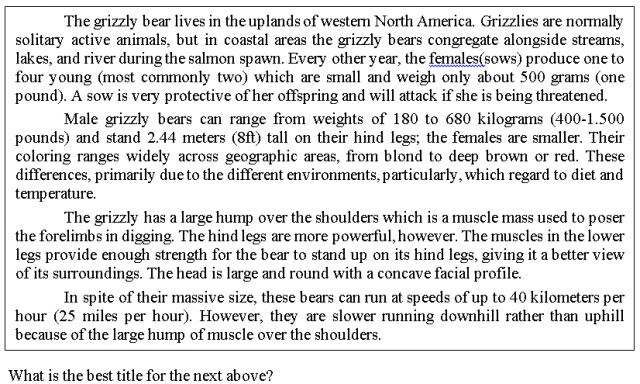 The grizzly bear lives in the uplands of western North America. Grizzlies are normally
solitary active animals, but in coastal areas the grizzly bears congregate alongside streams,
lakes, and river during the salmon spawn. Every other year, the females(sows) produce one to
four young (most commonly two) which are small and weigh only about 500 grams (one
pound). A sow is very protective of her offspring and will attack if she is being threatened.
Male grizzly bears can range from weights of 180 to 680 kilograms (400-1.500
pounds) and stand 2.44 meters (8ft) tall on their hind legs; the females are smaller. Their
coloring ranges widely across geographic areas, from blond to deep brown or red. These
differences, primarily due to the different environments, particularly, which regard to diet and
temperature.
The grizzly has a large hump over the shoulders which is a muscle mass used to poser
the forelimbs in digging. The hind legs are more powerful, however. The muscles in the lower
legs provide enough strength for the bear to stand up on its hind legs, giving it a better view
of its surroundings. The head is large and round with a concave facial profile.
In spite of their massive size, these bears can run at speeds of up to 40 kilometers per
hour (25 miles per hour). However, they are slower running downhill rather than uphill
because of the large hump of muscle over the shoulders.
What is the best title for the next above?